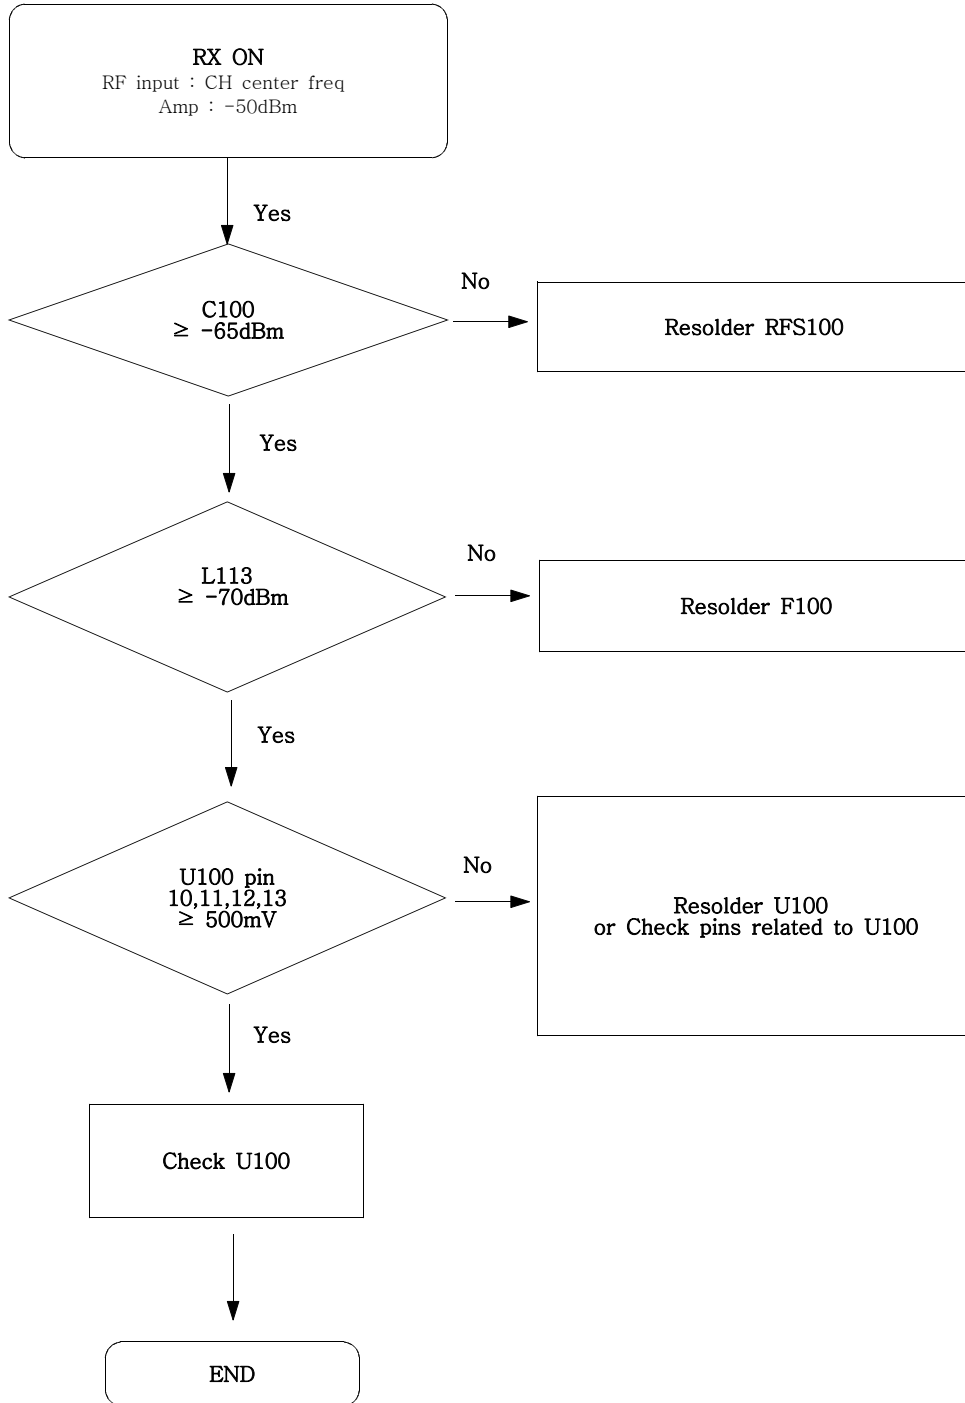 RX ON
RF input : CH center freq
Amp : -50dBm
Yes
C100
≥ -65dBm
No
Resolder RFS100
Yes
L113
≥ -70dBm
No
Resolder F100
Yes
U100 pin
10,11,12,13
≥ 500mV
No
Resolder U100
or Check pins related to U100
Yes
Check U100
END